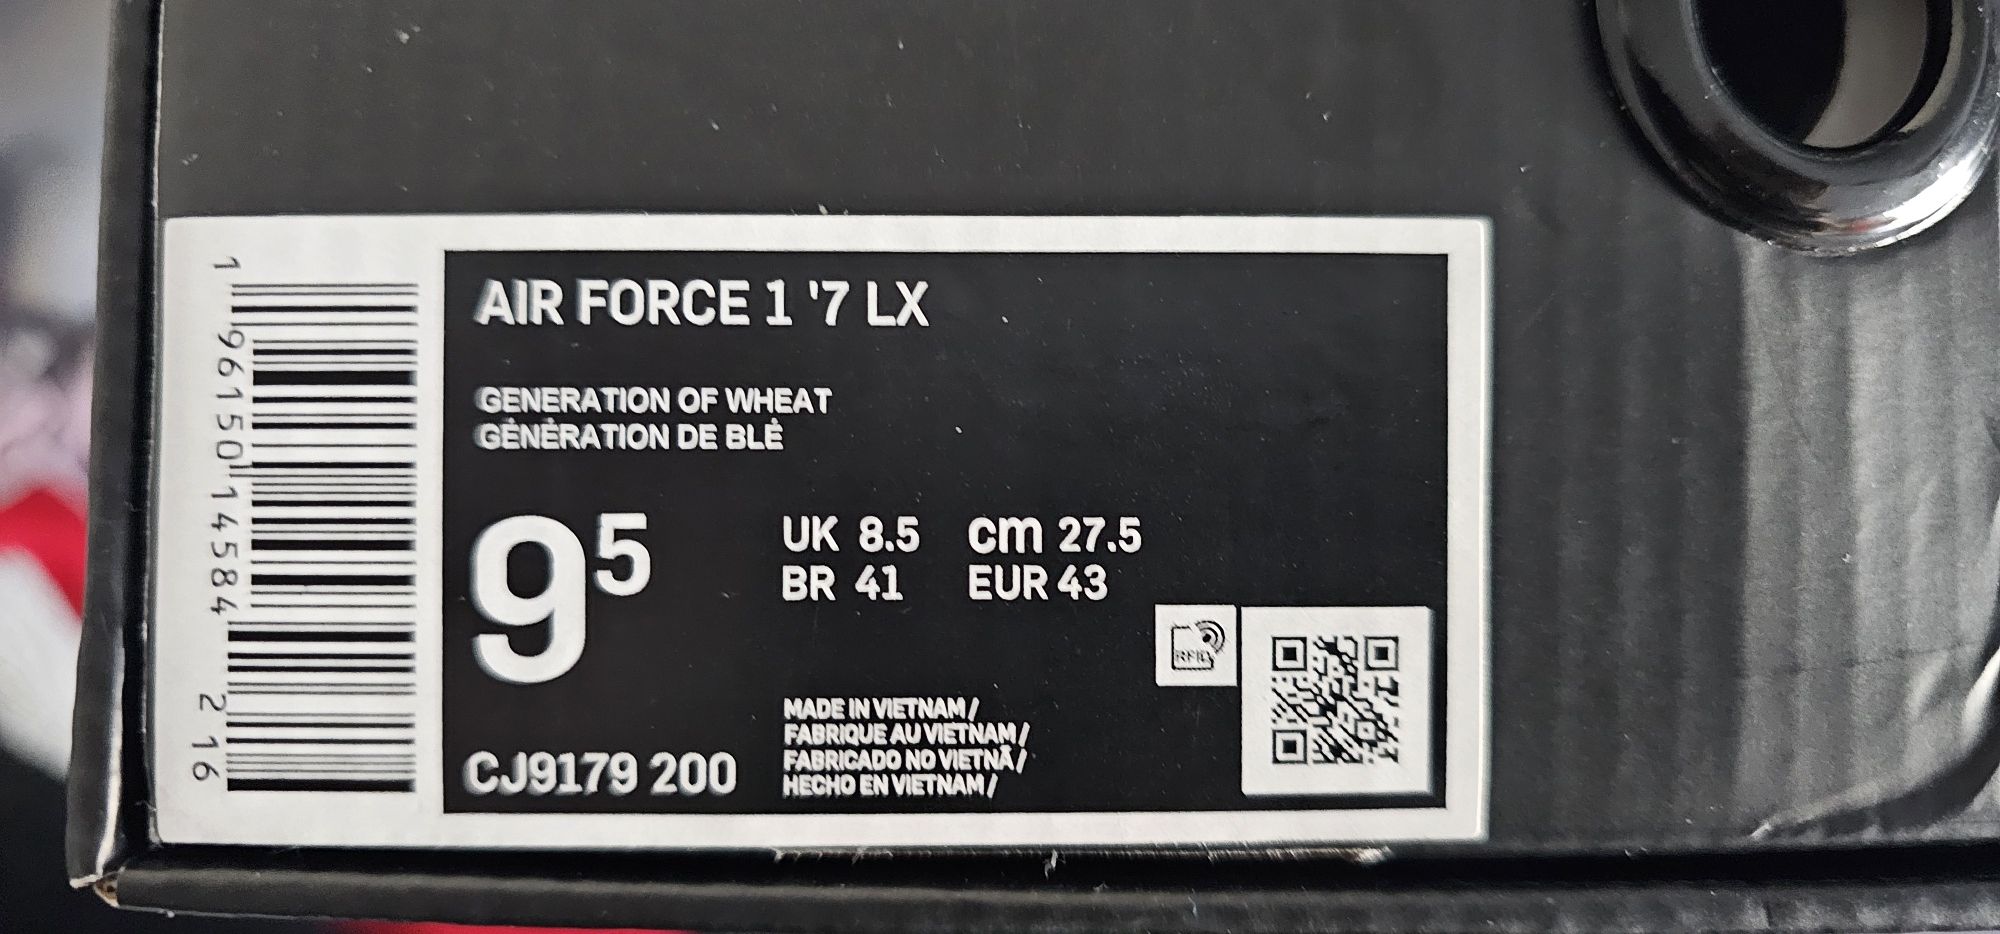 AIR FORCE 1 '7 LX
GENERATION OF WHEAT
GÉNÉRATION DE BLÉ
9⁵
UK 8.5 cm 27.5
BR 41 EUR 43
RFID
MADE IN VIETNAM/
FABRIQUE AU VIETNAM/
FABRICADO NO VIETNÃ/
HECHO EN VIETNAM/
CJ9179 200
1 96150 14584 2 16